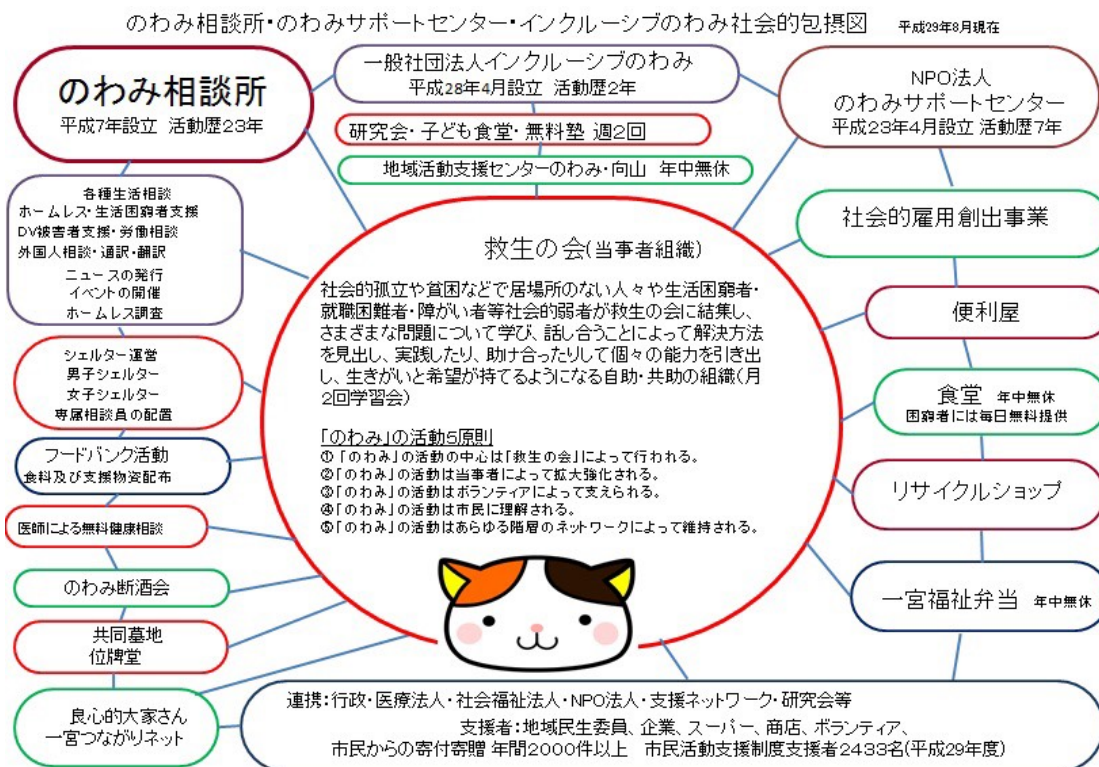 のわみ相談所・のわみサポートセンター・インクルーシブのわみ社会的包摂図
平成29年8月現在
のわみ相談所
平成7年設立 活動歴23年
一般社団法人インクルーシブのわみ
平成28年4月設立 活動歴2年
研究会・子ども食堂・無料塾 週2回
地域活動支援センターのわみ・向山 年中無休
NPO法人
のわみサポートセンター
平成23年4月設立 活動歴7年
各種生活相談
ホームレス・生活困窮者支援
DV被害者支援・労働相談
外国人相談・通訳・翻訳
ニュースの発行
イベントの開催
ホームレス調査
シェルター運営
男子シェルター
女子シェルター
専属相談員の配置
フードバンク活動
食料及び支援物資配布
医師による無料健康相談
のわみ断酒会
共同墓地
位牌堂
良心的大家さん
一宮つながりネット
救生の会(当事者組織)
社会的孤立や貧困などで居場所のない人々や生活困窮者・
就職困難者・障がい者等社会的弱者が救生の会に結集し、
さまざまな問題について学び、話し合うことによって解決方法
を見出し、実践したり、助け合ったりして個々の能力を引き出
し、生きがいと希望が持てるようになる自助・共助の組織(月
2回学習会)
「のわみ」の活動5原則
①「のわみ」の活動の中心は「救生の会」によって行われる。
②「のわみ」の活動は当事者によって拡大強化される。
③「のわみ」の活動はボランティアによって支えられる。
④「のわみ」の活動は市民に理解される。
⑤「のわみ」の活動はあらゆる階層のネットワークによって維持される。
社会的雇用創出事業
便利屋
食堂 年中無休
困窮者には毎日無料提供
リサイクルショップ
一宮福祉弁当 年中無休
連携：行政・医療法人・社会福祉法人・NPO法人・支援ネットワーク・研究会等
支援者：地域民生委員、企業、スーパー、商店、ボランティア、
市民からの寄付寄贈 年間2000件以上 市民活動支援制度支援者2433名(平成29年度)